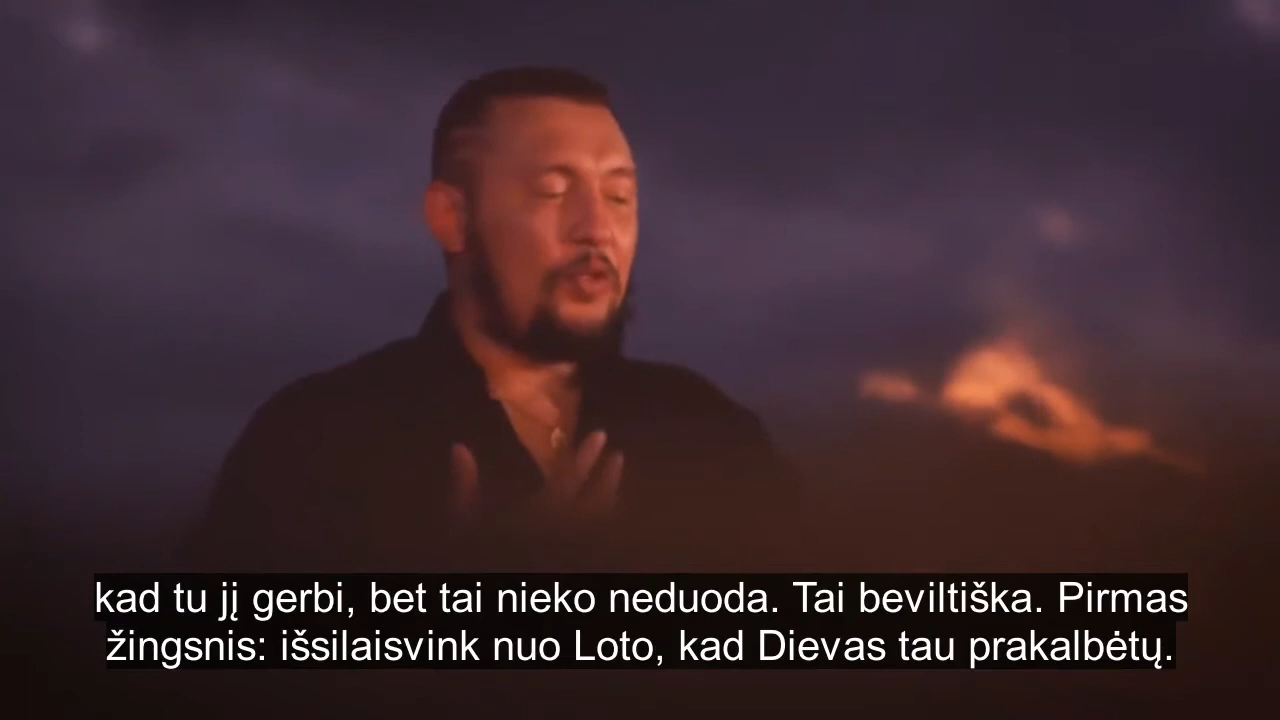 kad tu jį gerbi, bet tai nieko neduoda. Tai beviltiška. Pirmas
žingsnis: išsilaisvink nuo Loto, kad Dievas tau prakalbėtų.